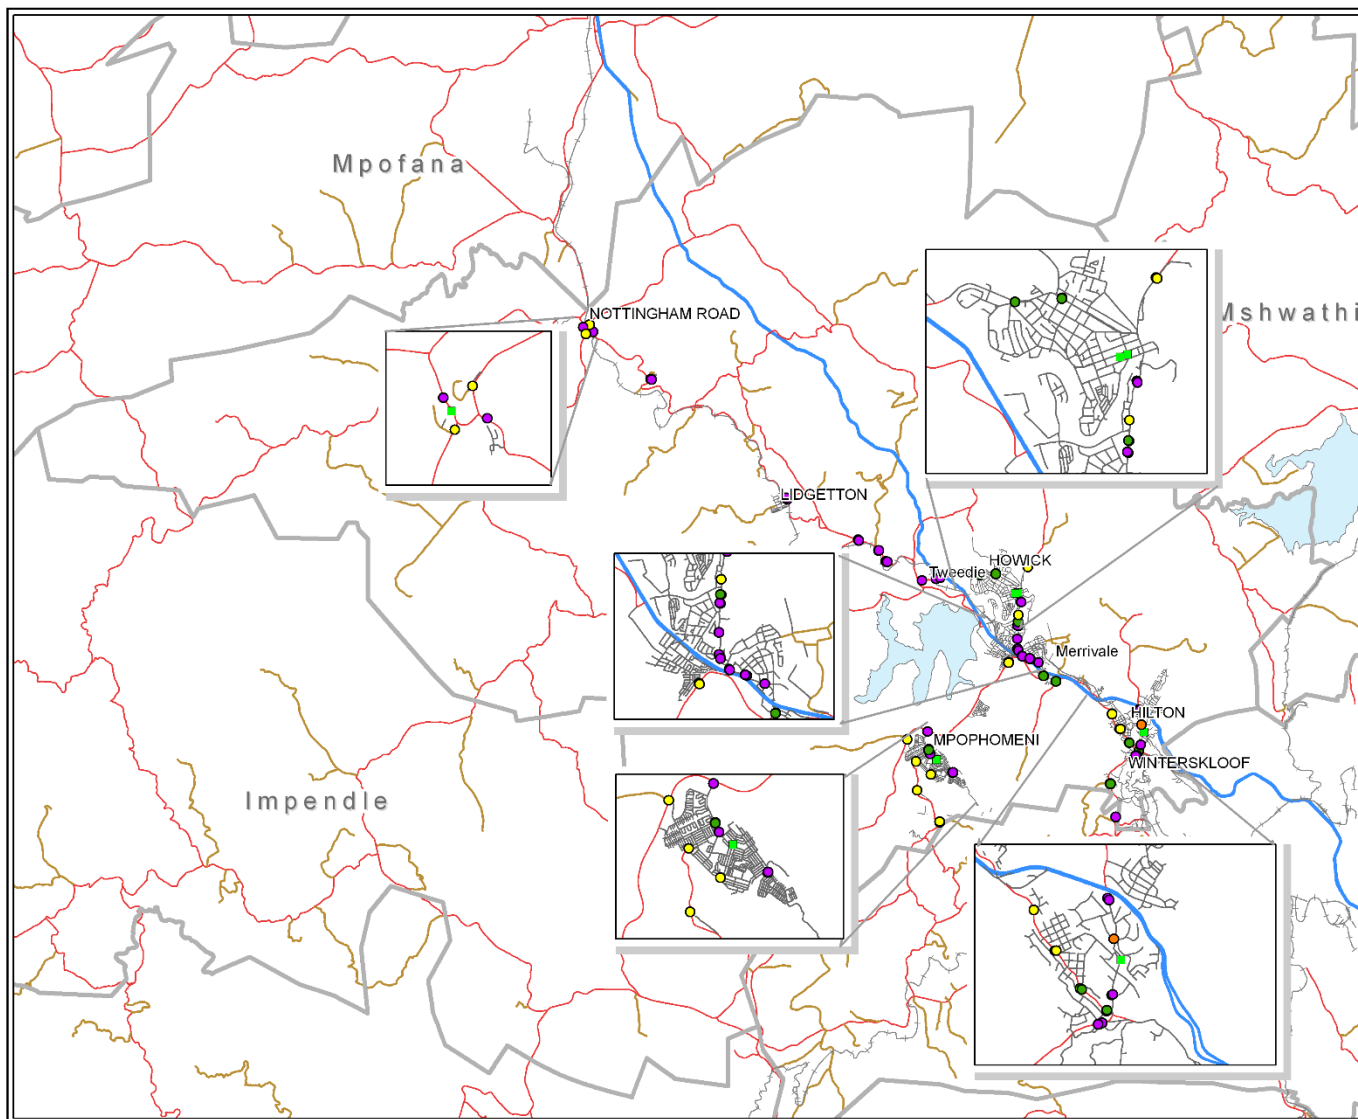 Mpofana
NOTTINGHAM ROAD
Mshwathi
LIDGETTON
HOWICK
Tweedie
Merrivale
HILTON
MPOPHOMENI
WINTERSKLOOF
Impendle